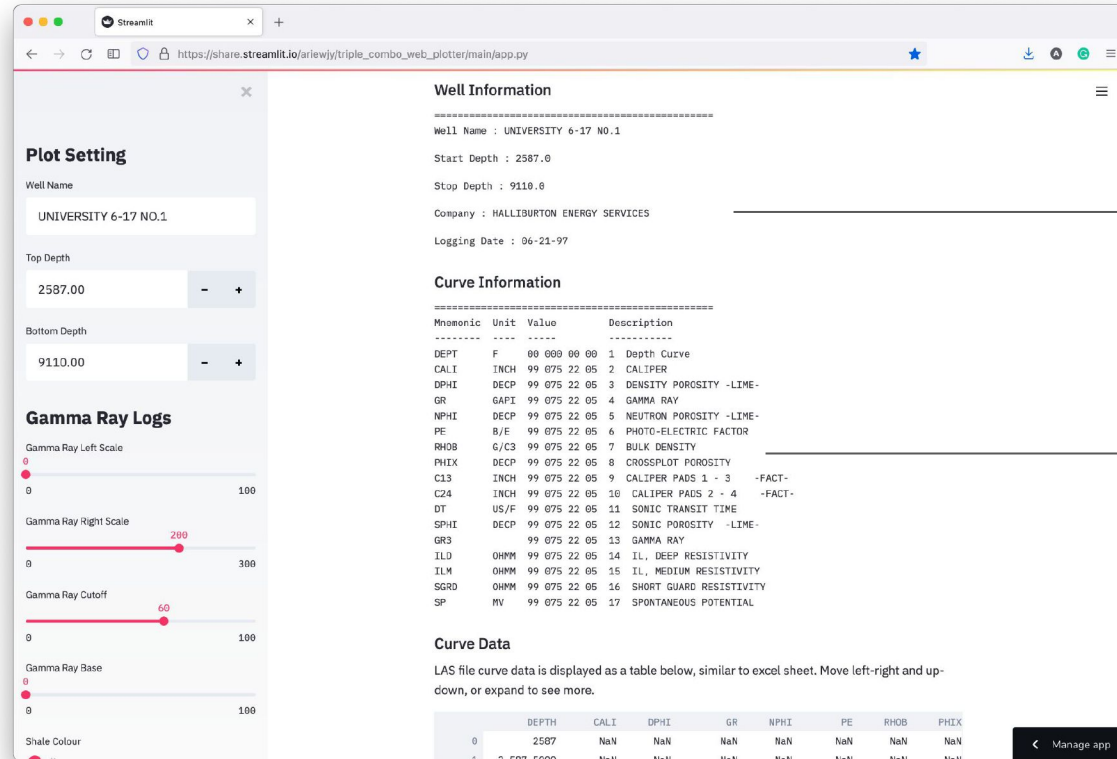 Streamlit
https://share.streamlit.io/ariewjy/triple_combo_web_plotter/main/app.py
Plot Setting
Well Name
UNIVERSITY 6-17 NO.1
Top Depth
2587.00 - +
Bottom Depth
9110.00 - +
Gamma Ray Logs
Gamma Ray Left Scale
0
0 100
Gamma Ray Right Scale
200
0 300
Gamma Ray Cutoff
60
0 100
Gamma Ray Base
0
0 100
Shale Colour
Well Information
===============================================
Well Name : UNIVERSITY 6-17 NO.1
Start Depth : 2587.0
Stop Depth : 9110.0
Company : HALLIBURTON ENERGY SERVICES
Logging Date : 06-21-97
Curve Information
===============================================
Mnemonic Unit Value Description
-------- ---- ----- -----------
DEPT F 00 000 00 00 1 Depth Curve
CALI INCH 99 075 22 05 2 CALIPER
DPHI DECP 99 075 22 05 3 DENSITY POROSITY -LIME-
GR GAPI 99 075 22 05 4 GAMMA RAY
NPHI DECP 99 075 22 05 5 NEUTRON POROSITY -LIME-
PE B/E 99 075 22 05 6 PHOTO-ELECTRIC FACTOR
RHOB G/C3 99 075 22 05 7 BULK DENSITY
PHIX DECP 99 075 22 05 8 CROSSPLOT POROSITY
C13 INCH 99 075 22 05 9 CALIPER PADS 1 - 3 -FACT-
C24 INCH 99 075 22 05 10 CALIPER PADS 2 - 4 -FACT-
DT US/F 99 075 22 05 11 SONIC TRANSIT TIME
SPHI DECP 99 075 22 05 12 SONIC POROSITY -LIME-
GR3 99 075 22 05 13 GAMMA RAY
ILD OHMM 99 075 22 05 14 IL, DEEP RESISTIVITY
ILM OHMM 99 075 22 05 15 IL, MEDIUM RESISTIVITY
SGRD OHMM 99 075 22 05 16 SHORT GUARD RESISTIVITY
SP MV 99 075 22 05 17 SPONTANEOUS POTENTIAL
Curve Data
LAS file curve data is displayed as a table below, similar to excel sheet. Move left-right and up-
down, or expand to see more.
DEPTH CALI DPHI GR NPHI PE RHOB PHIX
0 2587 NaN NaN NaN NaN NaN NaN NaN
Manage app